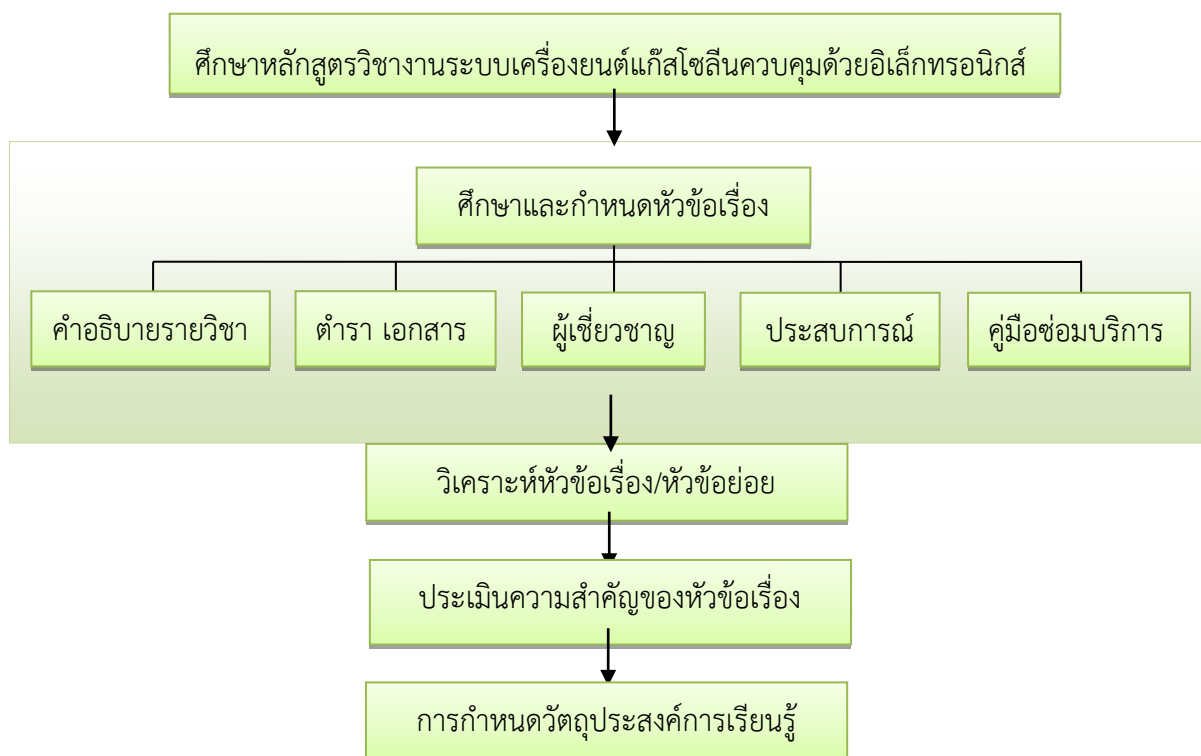 ศึกษาหลักสูตรวิชางานระบบเครื่องยนต์แก๊สโซลีนควบคุมด้วยอิเล็กทรอนิกส์
ศึกษาและกำหนดหัวข้อเรื่อง
คำอธิบายรายวิชา
ตำรา เอกสาร
ผู้เชี่ยวชาญ
ประสบการณ์
คู่มือซ่อมบริการ
วิเคราะห์หัวข้อเรื่อง/หัวข้อย่อย
ประเมินความสำคัญของหัวข้อเรื่อง
การกำหนดวัตถุประสงค์การเรียนรู้